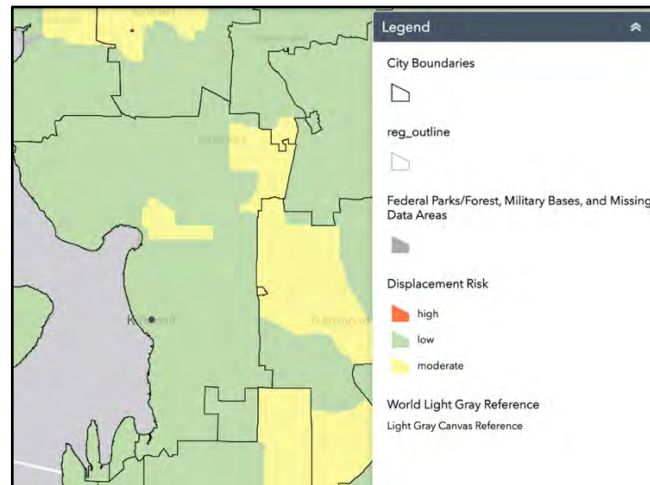 Legend
City Boundaries
reg_outline
Federal Parks/Forest, Military Bases, and Missing
Data Areas
Displacement Risk
high
low
moderate
World Light Gray Reference
Light Gray Canvas Reference